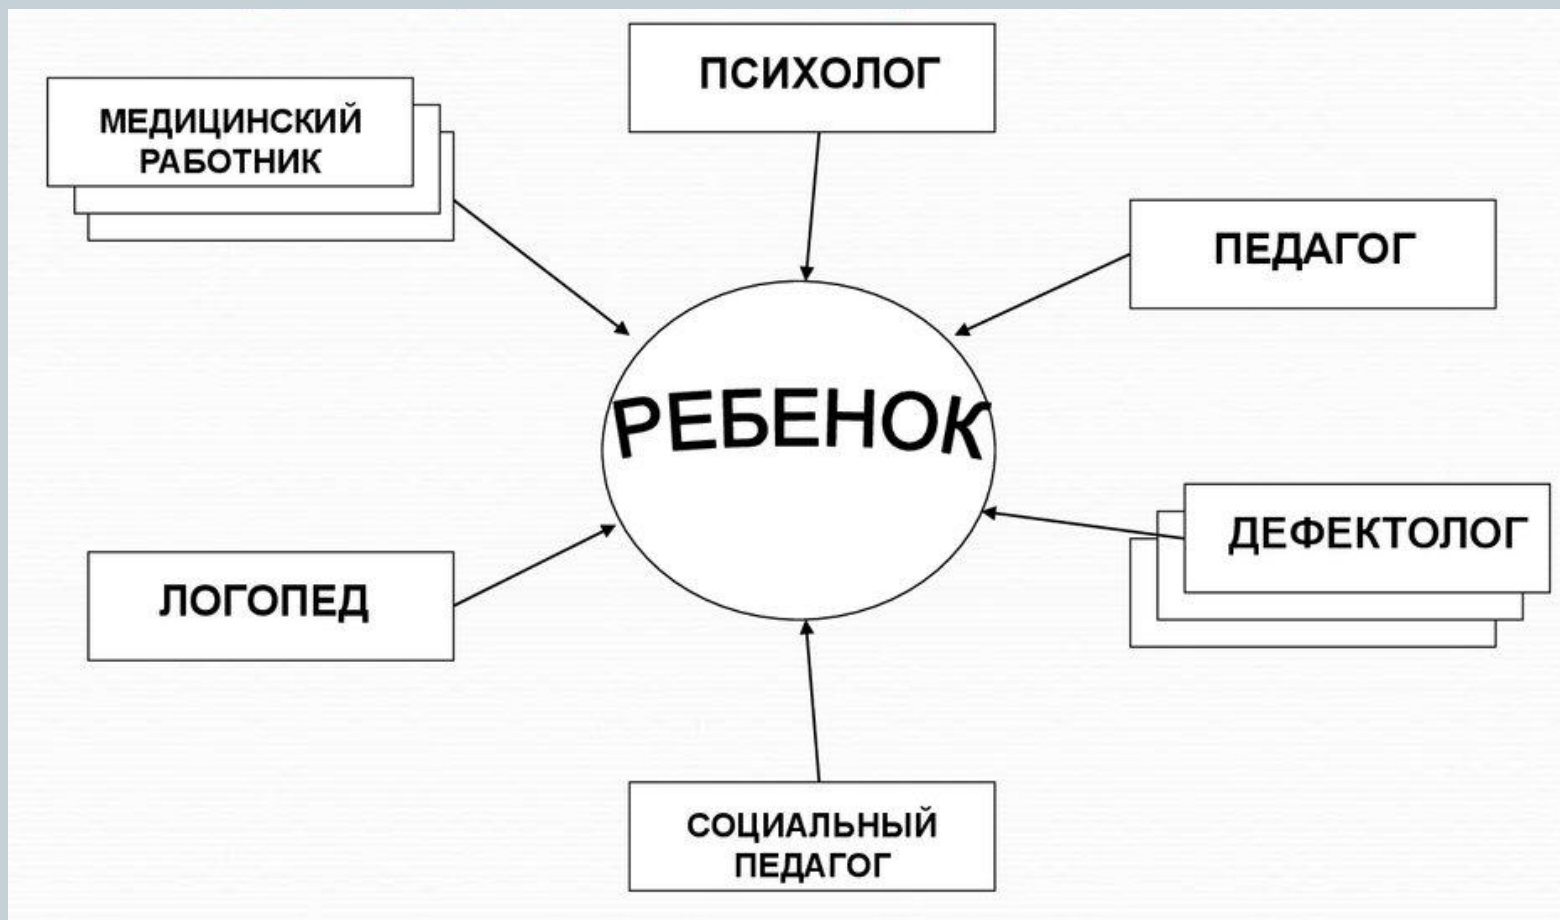 ПСИХОЛОГ
МЕДИЦИНСКИЙ
РАБОТНИК
ПЕДАГОГ
РЕБЕНОК
ДЕФЕКТОЛОГ
ЛОГОПЕД
СОЦИАЛЬНЫЙ
ПЕДАГОГ